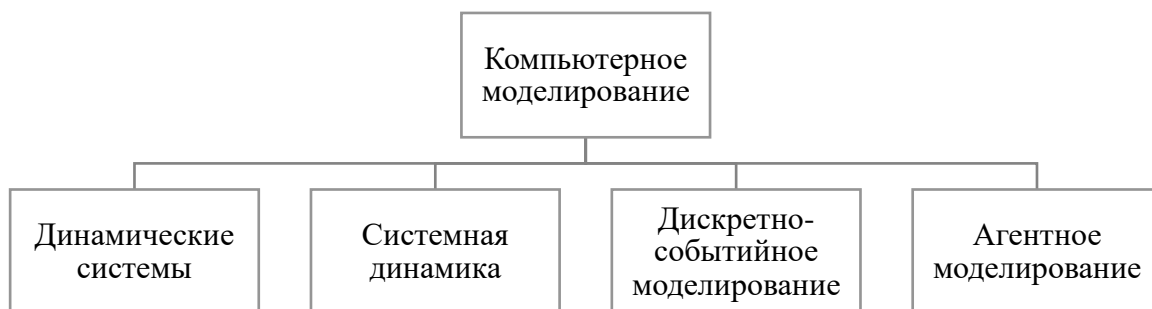 Компьютерное
моделирование
Динамические
системы
Системная
динамика
Дискретно-
событийное
моделирование
Агентное
моделирование